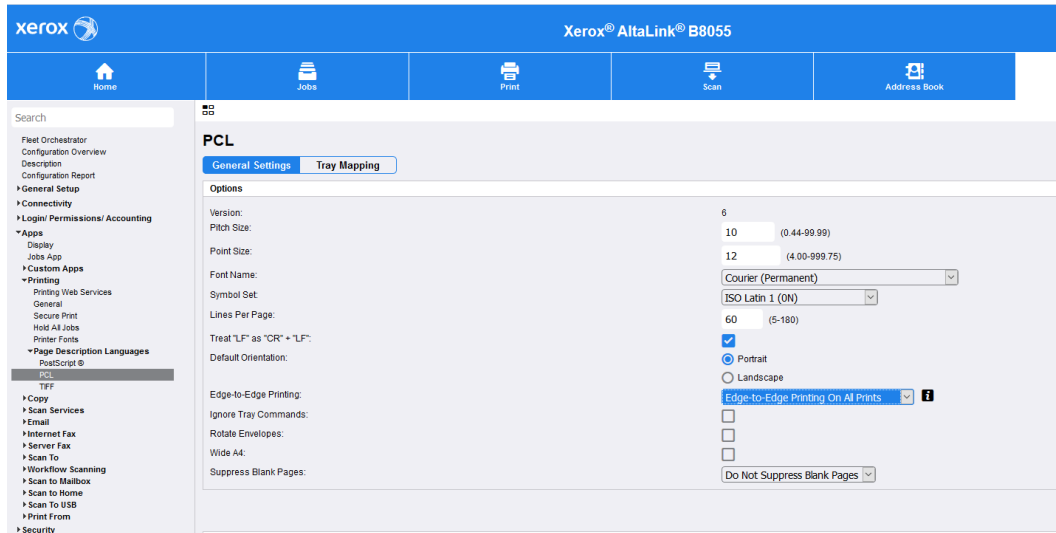 xerox
Xerox® AltaLink® B8055
Home
Jobs
Print
Scan
Address Book
Search
Fleet Orchestrator
Configuration Overview
Description
Configuration Report
General Setup
Connectivity
Login/ Permissions/ Accounting
Apps
Display
Jobs App
Custom Apps
Printing
Printing Web Services
General
Secure Print
Hold All Jobs
Printer Fonts
Page Description Languages
PostScript ®
PCL
TIFF
Copy
Scan Services
Email
Internet Fax
Server Fax
Scan To
Workflow Scanning
Scan to Mailbox
Scan to Home
Scan To USB
Print From
Security
PCL
General Settings Tray Mapping
Options
Version: 6
Pitch Size: 10 (0.44-99.99)
Point Size: 12 (4.00-999.75)
Font Name: Courier (Permanent)
Symbol Set: ISO Latin 1 (0N)
Lines Per Page: 60 (5-180)
Treat "LF" as "CR" + "LF":
Default Orientation: Portrait
Landscape
Edge-to-Edge Printing: Edge-to-Edge Printing On All Prints i
Ignore Tray Commands:
Rotate Envelopes:
Wide A4:
Suppress Blank Pages: Do Not Suppress Blank Pages